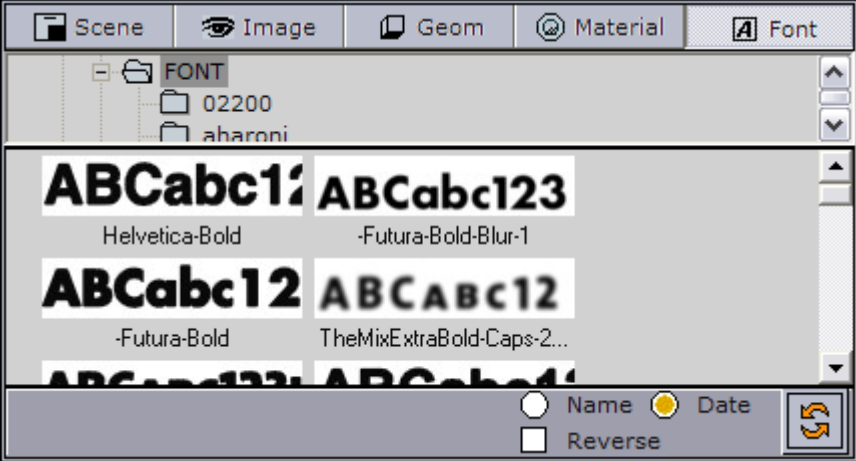 Scene Image Geom Material Font
FONT
02200
aharoni
ABCabc12 ABCabc123
Helvetica-Bold -Futura-Bold-Blur-1
ABCabc12 ABCABC12
-Futura-Bold TheMixExtraBold-Caps-2...
Name Date
Reverse